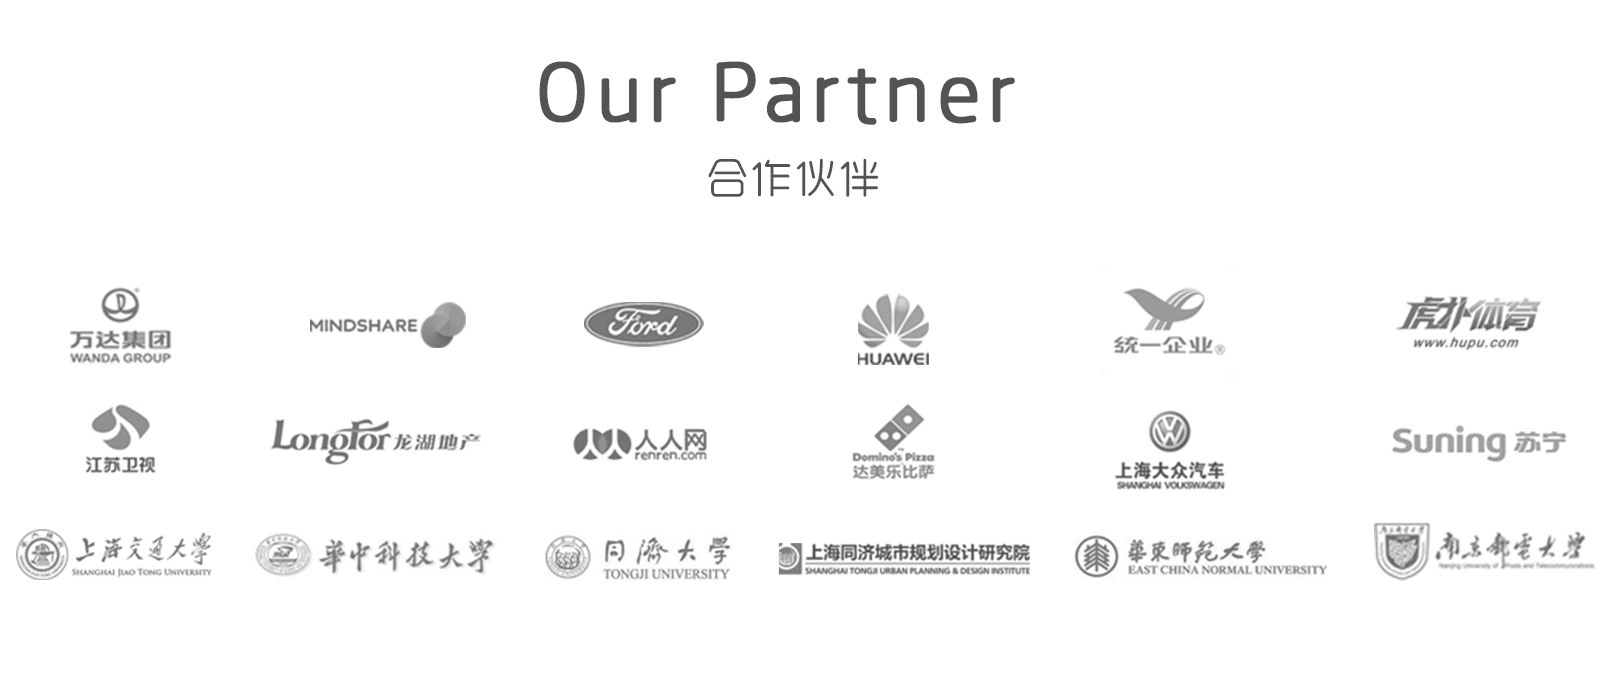 Our Partner
合作伙伴
万达集团
WANDA GROUP
MINDSHARE
Ford
HUAWEI
统一企业®
虎扑体育
www.hupu.com
江苏卫视
LongFor 龙湖地产
人人网
renren.com
Domino's Pizza
达美乐比萨
上海大众汽车
SHANGHAI VOLKSWAGEN
Suning 苏宁
上海交通大学
SHANGHAI JIAO TONG UNIVERSITY
華中科技大學
同濟大學
TONGJI UNIVERSITY
上海同济城市规划设计研究院
SHANGHAI TONGJI URBAN PLANNING & DESIGN INSTITUTE
華東師範大學
EAST CHINA NORMAL UNIVERSITY
南京郵電大學
Nanjing University of Posts and Telecommunications